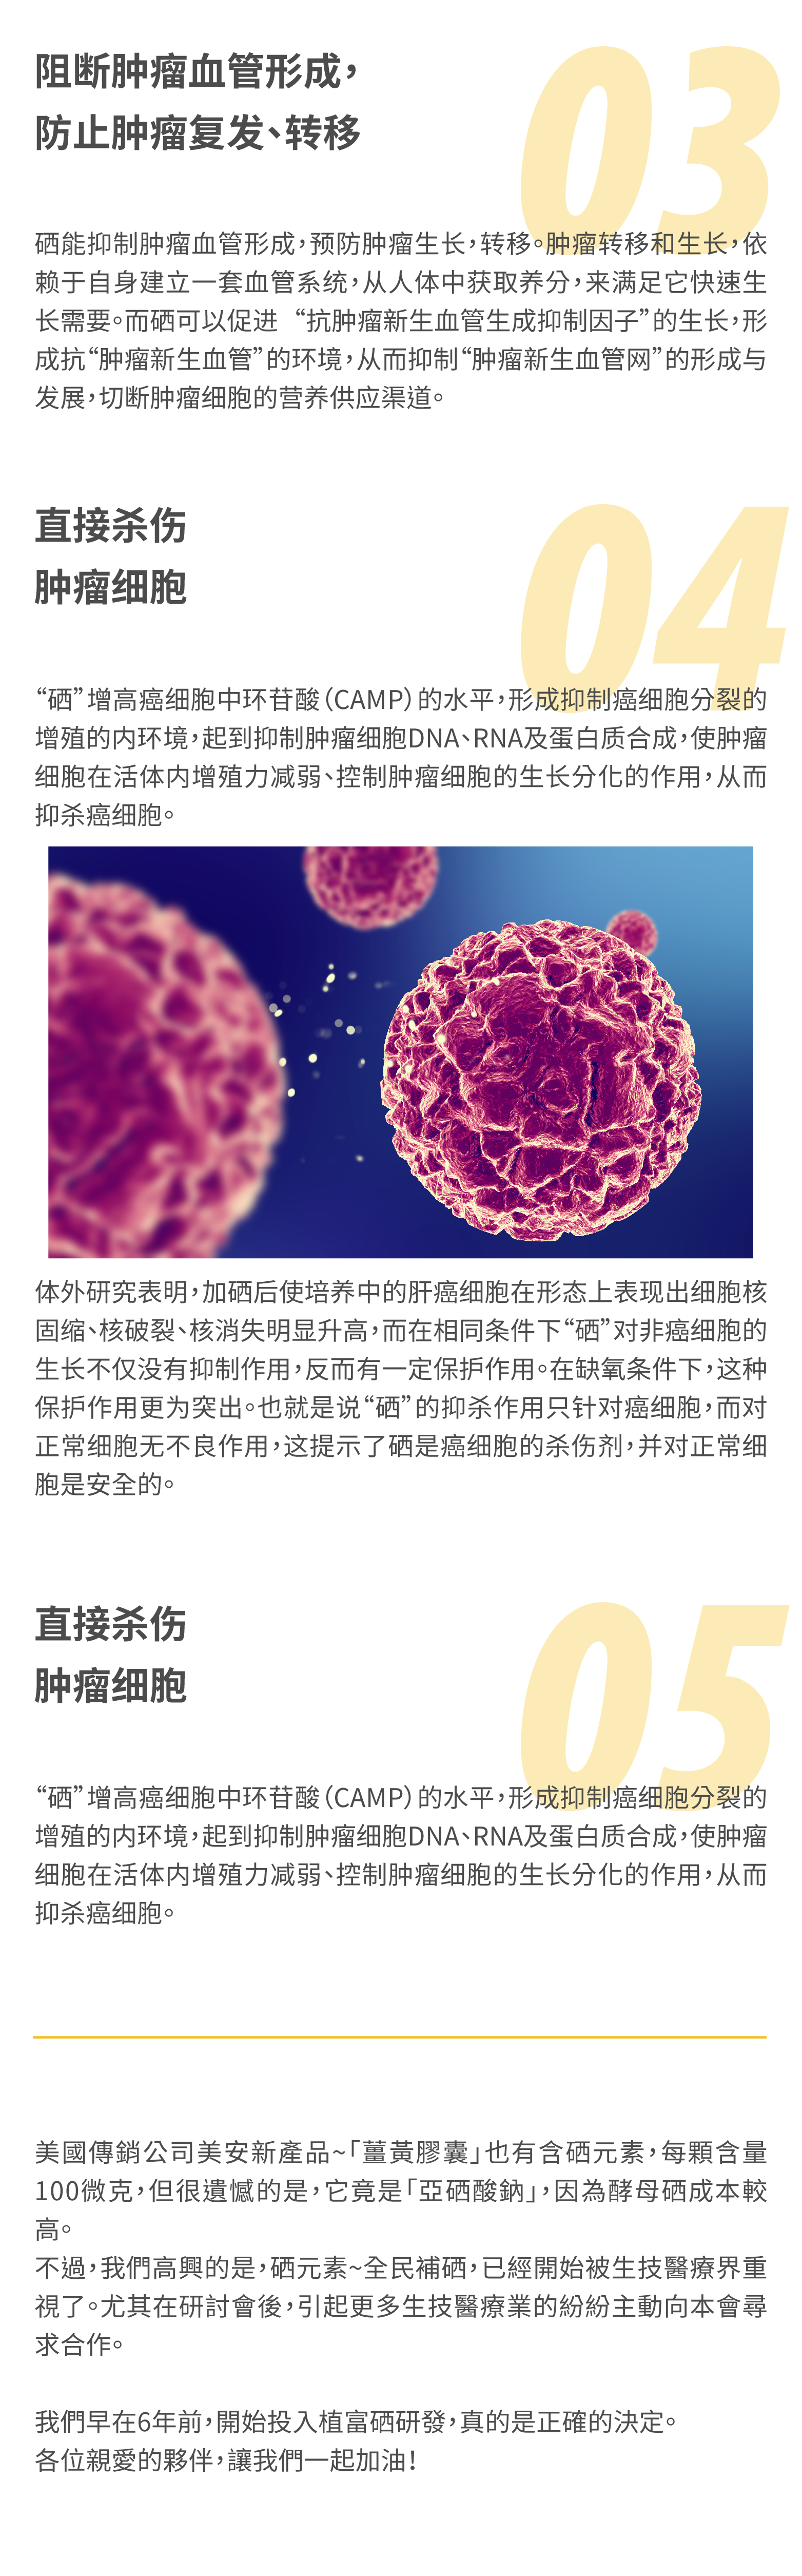 03
阻断肿瘤血管形成，
防止肿瘤复发、转移
硒能抑制肿瘤血管形成，预防肿瘤生长，转移。肿瘤转移和生长，依
赖于自身建立一套血管系统，从人体中获取养分，来满足它快速生
长需要。而硒可以促进 “抗肿瘤新生血管生成抑制因子”的生长，形
成抗“肿瘤新生血管”的环境，从而抑制“肿瘤新生血管网”的形成与
发展，切断肿瘤细胞的营养供应渠道。
04
直接杀伤
肿瘤细胞
“硒”增高癌细胞中环苷酸（CAMP）的水平，形成抑制癌细胞分裂的
增殖的内环境，起到抑制肿瘤细胞DNA、RNA及蛋白质合成，使肿瘤
细胞在活体内增殖力减弱、控制肿瘤细胞的生长分化的作用，从而
抑杀癌细胞。
体外研究表明，加硒后使培养中的肝癌细胞在形态上表现出细胞核
固缩、核破裂、核消失明显升高，而在相同条件下“硒”对非癌细胞的
生长不仅没有抑制作用，反而有一定保护作用。在缺氧条件下，这种
保护作用更为突出。也就是说“硒”的抑杀作用只针对癌细胞，而对
正常细胞无不良作用，这提示了硒是癌细胞的杀伤剂，并对正常细
胞是安全的。
05
直接杀伤
肿瘤细胞
“硒”增高癌细胞中环苷酸（CAMP）的水平，形成抑制癌细胞分裂的
增殖的内环境，起到抑制肿瘤细胞DNA、RNA及蛋白质合成，使肿瘤
细胞在活体内增殖力减弱、控制肿瘤细胞的生长分化的作用，从而
抑杀癌细胞。
美國傳銷公司美安新產品~「薑黃膠囊」也有含硒元素，每顆含量
100微克，但很遺憾的是，它竟是「亞硒酸鈉」，因為酵母硒成本較
高。
不過，我們高興的是，硒元素~全民補硒，已經開始被生技醫療界重
視了。尤其在研討會後，引起更多生技醫療業的紛紛主動向本會尋
求合作。
我們早在6年前，開始投入植富硒研發，真的是正確的決定。
各位親愛的夥伴，讓我們一起加油！